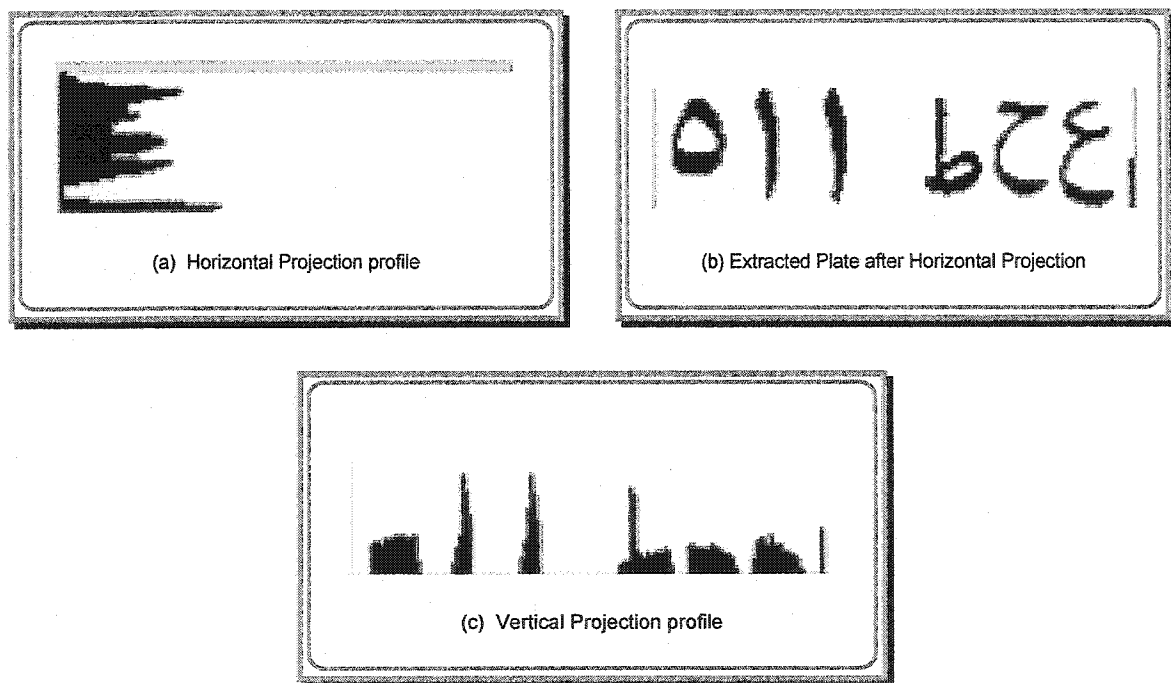 (a) Horizontal Projection profile
ع ح ط ٥١١
(b) Extracted Plate after Horizontal Projection
(c) Vertical Projection profile